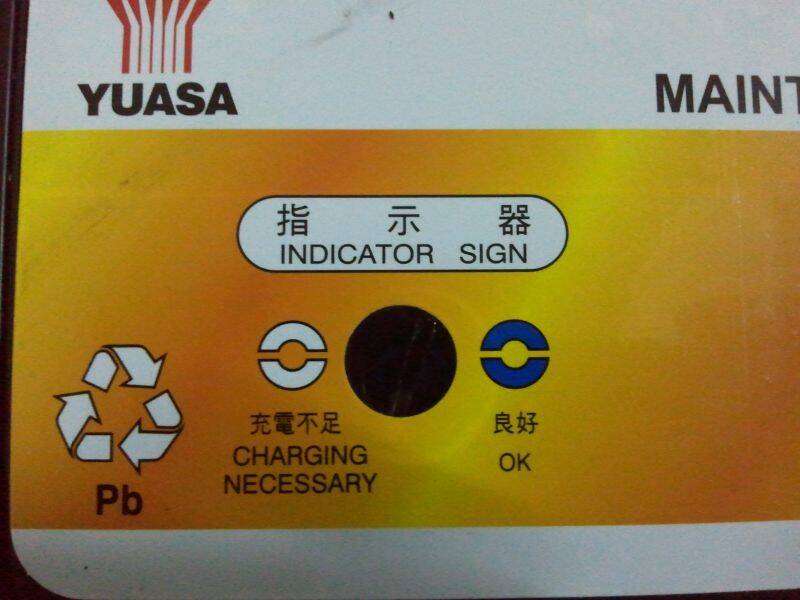 YUASA
MAINT
指示器
INDICATOR SIGN
充電不足
CHARGING
NECESSARY
良好
OK
Pb